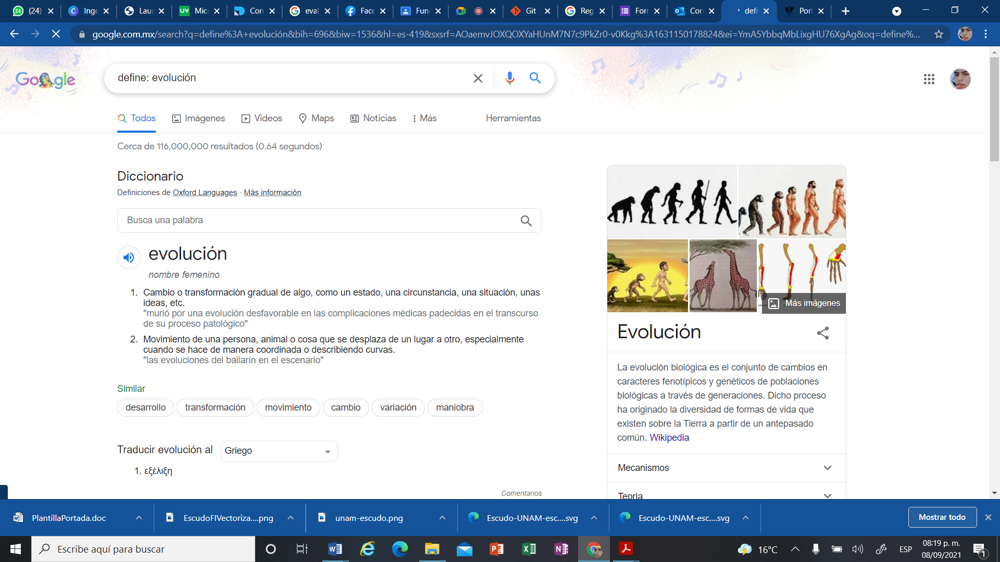 (24)
Inge
Laur
Micr
Con
eval
Face
Fun
Git -
Reg
Forr
Cor
defi
Port
google.com.mx/search?q=define%3A+evolución&bih=696&biw=1536&hl=es-419&sxsrf=AOaemvJOXQOXYaHUnM7N7c9PkZr0-v0Kkg%3A1631150178824&ei=YmA5YbbqMbLixgHU76XgAg&oq=define%...
Google
define: evolución
Todos
Imágenes
Videos
Maps
Noticias
Más
Herramientas
Cerca de 116,000,000 resultados (0.64 segundos)
Diccionario
Definiciones de Oxford Languages · Más información
Busca una palabra
evolución
nombre femenino
1. Cambio o transformación gradual de algo, como un estado, una circunstancia, una situación, unas
ideas, etc.
"murió por una evolución desfavorable en las complicaciones médicas padecidas en el transcurso
de su proceso patológico"
2. Movimiento de una persona, animal o cosa que se desplaza de un lugar a otro, especialmente
cuando se hace de manera coordinada o describiendo curvas.
"las evoluciones del bailarín en el escenario"
Similar
desarrollo
transformación
movimiento
cambio
variación
maniobra
Traducir evolución al
Griego
1. εξέλιξη
Comentarios
Más imágenes
Evolución
La evolución biológica es el conjunto de cambios en
caracteres fenotípicos y genéticos de poblaciones
biológicas a través de generaciones. Dicho proceso
ha originado la diversidad de formas de vida que
existen sobre la Tierra a partir de un antepasado
común. Wikipedia
Mecanismos
Teoria
PlantillaPortada.doc
EscudoFIVectoriza....png
unam-escudo.png
Escudo-UNAM-esc....svg
Escudo-UNAM-esc....svg
Mostrar todo
Escribe aquí para buscar
16°C
ESP
08:19 p. m.
08/09/2021
1